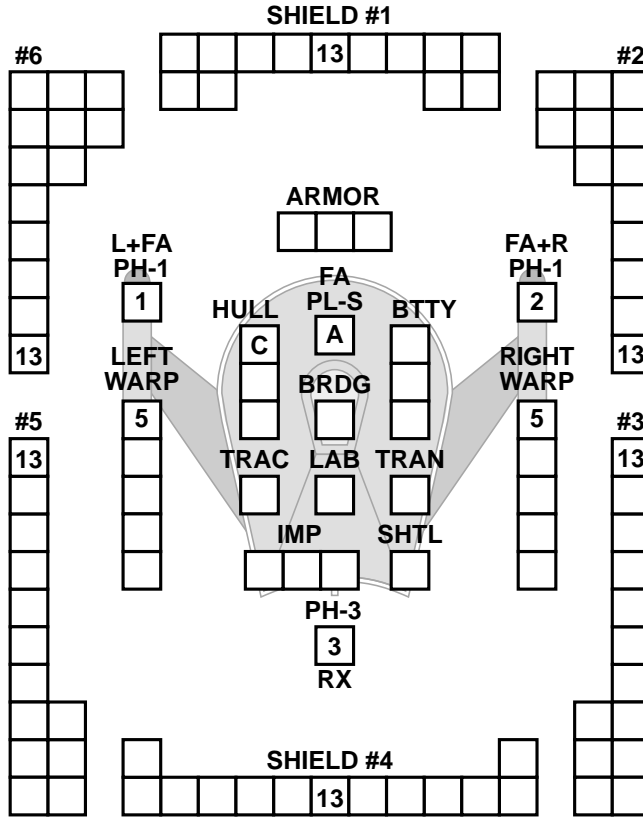 SHIELD #1
#6
13
#2
ARMOR
L+FA
PH-1
1
FA+R
PH-1
2
FA
PL-S
A
HULL
C
BTTY
13
13
LEFT
WARP
5
RIGHT
WARP
5
BRDG
#5
13
#3
13
TRAC
LAB
TRAN
IMP
SHTL
PH-3
3
RX
SHIELD #4
13